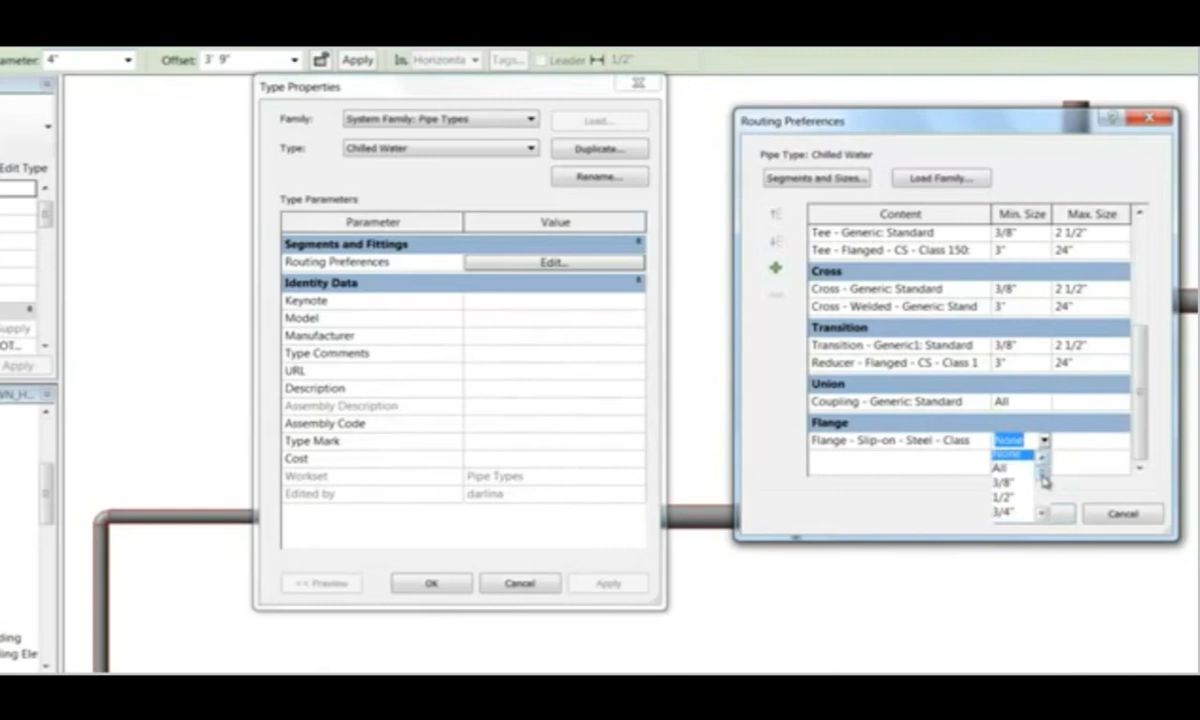 ameter: 4" Offset: 3' 9" Apply In. Horizonta Tags... Leader 1/2"
Type Properties
Family: System Family: Pipe Types Load...
Type: Chilled Water Duplicate...
Rename...
Type Parameters
Parameter Value
Segments and Fittings
Routing Preferences Edit...
Identity Data
Keynote
Model
Manufacturer
Type Comments
URL
Description
Assembly Description
Assembly Code
Type Mark
Cost
Workset Pipe Types
Edited by darlina
<< Preview OK Cancel Apply
Edit Type
upply
OT...
Apply
WN_H...
ding
ling Ele
Routing Preferences
Pipe Type: Chilled Water
Segments and Sizes... Load Family...
Content Min. Size Max. Size
Tee - Generic: Standard 3/8" 2 1/2"
Tee - Flanged - CS - Class 150: 3" 24"
Cross
Cross - Generic: Standard 3/8" 2 1/2"
Cross - Welded - Generic: Stand 3" 24"
Transition
Transition - Generic1: Standard 3/8" 2 1/2"
Reducer - Flanged - CS - Class 1 3" 24"
Union
Coupling - Generic: Standard All
Flange
Flange - Slip-on - Steel - Class None
None
All
3/8"
1/2"
3/4"
Cancel